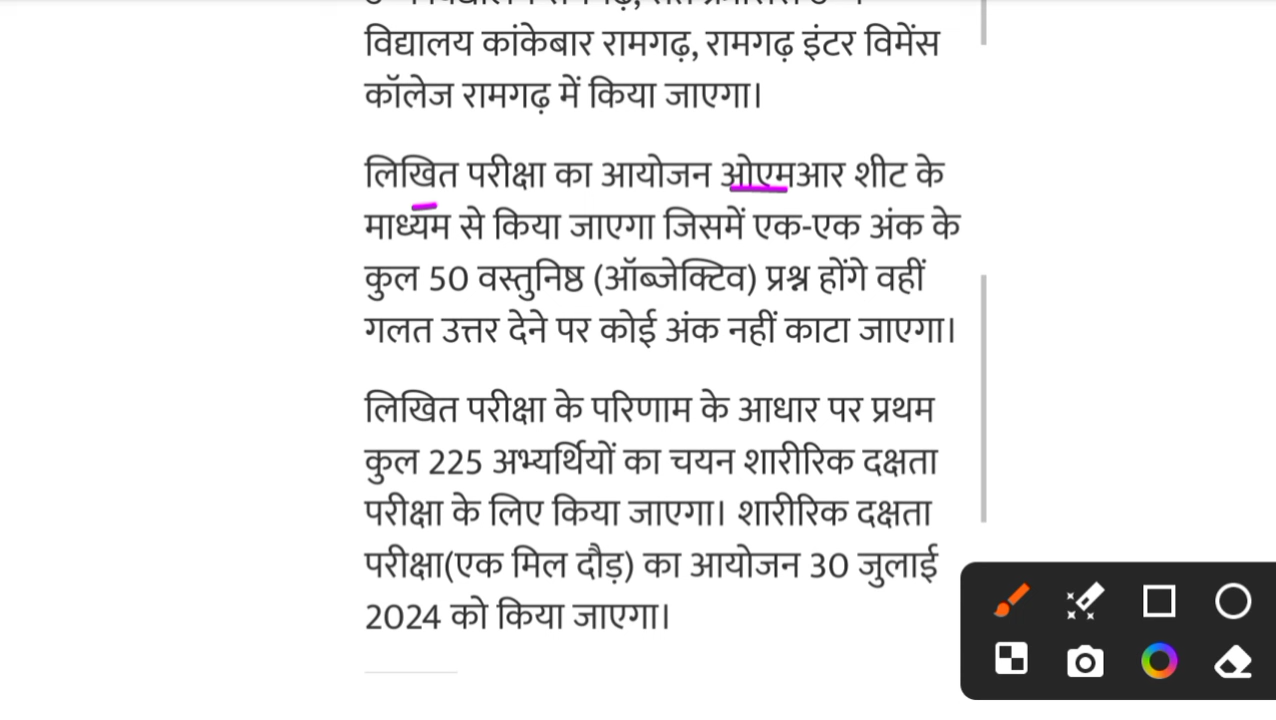 विद्यालय कांकेबार रामगढ़, रामगढ़ इंटर विमेंस
कॉलेज रामगढ़ में किया जाएगा।
लिखित परीक्षा का आयोजन ओएमआर शीट के
माध्यम से किया जाएगा जिसमें एक-एक अंक के
कुल 50 वस्तुनिष्ठ (ऑब्जेक्टिव) प्रश्न होंगे वहीं
गलत उत्तर देने पर कोई अंक नहीं काटा जाएगा।
लिखित परीक्षा के परिणाम के आधार पर प्रथम
कुल 225 अभ्यर्थियों का चयन शारीरिक दक्षता
परीक्षा के लिए किया जाएगा। शारीरिक दक्षता
परीक्षा(एक मिल दौड़) का आयोजन 30 जुलाई
2024 को किया जाएगा।